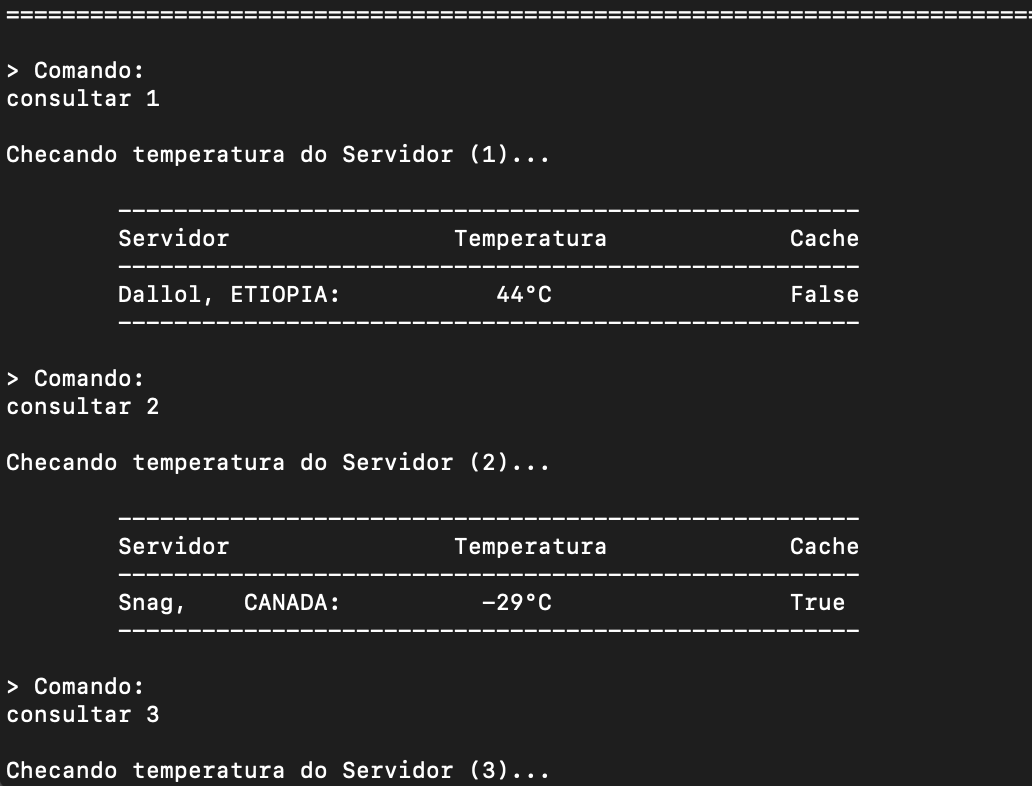 ================================================================================
> Comando:
consultar 1
Checando temperatura do Servidor (1)...
-----------------------------------------------------
Servidor                Temperatura             Cache
-----------------------------------------------------
Dallol, ETIOPIA:           44°C                 False
-----------------------------------------------------
> Comando:
consultar 2
Checando temperatura do Servidor (2)...
-----------------------------------------------------
Servidor                Temperatura             Cache
-----------------------------------------------------
Snag,    CANADA:          -29°C                 True
-----------------------------------------------------
> Comando:
consultar 3
Checando temperatura do Servidor (3)...